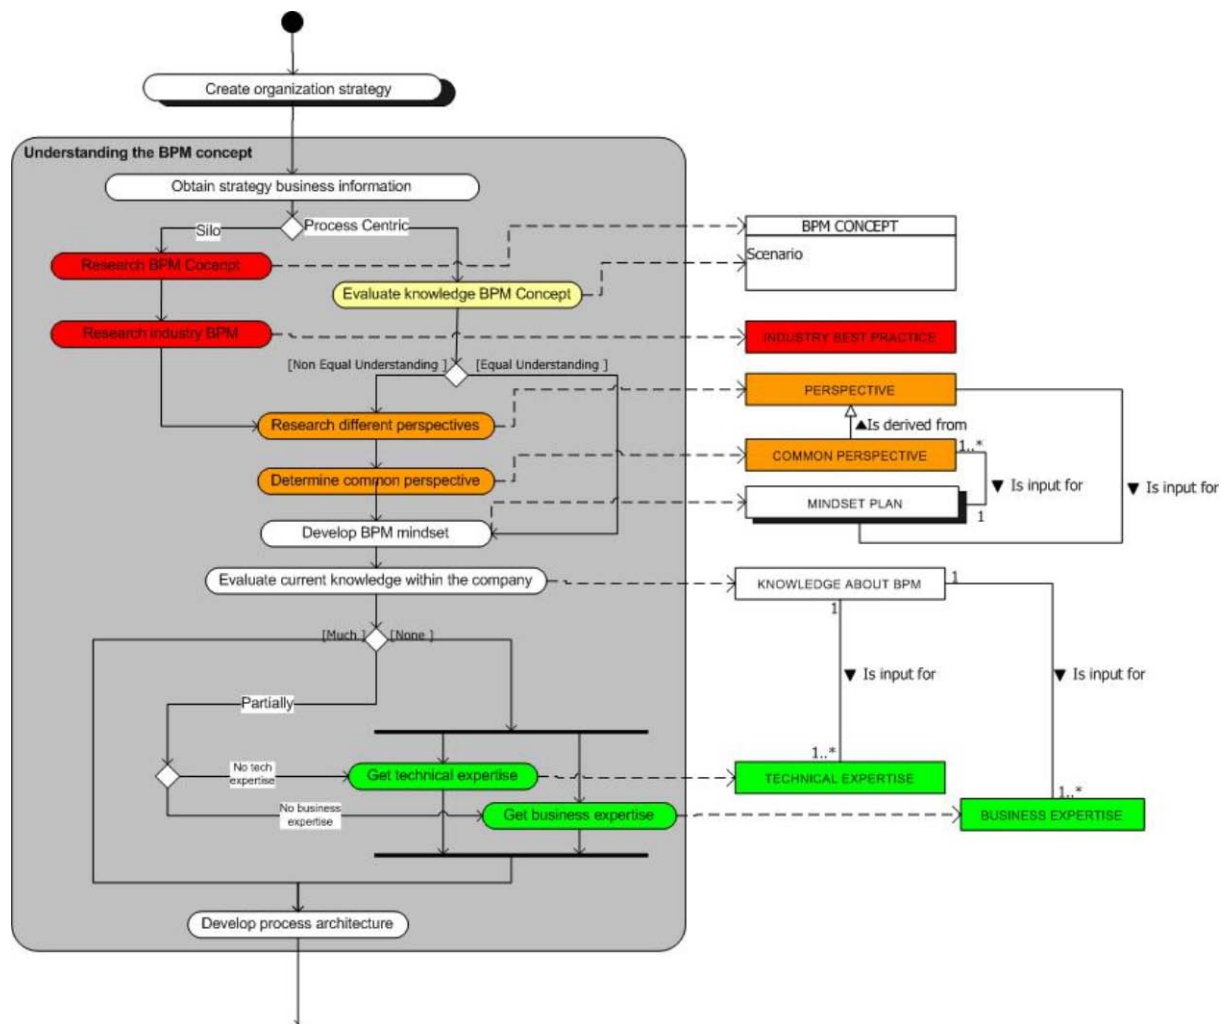 Create organization strategy
Understanding the BPM concept
Obtain strategy business information
Silo
Process Centric
BPM CONCEPT
Scenario
Research BPM Cocenpt
Evaluate knowledge BPM Concept
Research industry BPM
INDUSTRY BEST PRACTICE
[Non Equal Understanding ]
[Equal Understanding ]
PERSPECTIVE
Research different perspectives
▲Is derived from
1..*
COMMON PERSPECTIVE
Determine common perspective
▼ Is input for
▼ Is input for
MINDSET PLAN
1
Develop BPM mindset
Evaluate current knowledge within the company
KNOWLEDGE ABOUT BPM
1
1
[Much ]
[None ]
▼ Is input for
▼ Is input for
Partially
1..*
No tech
expertise
Get technical expertise
TECHNICAL EXPERTISE
1..*
No business
expertise
Get business expertise
BUSINESS EXPERTISE
Develop process architecture